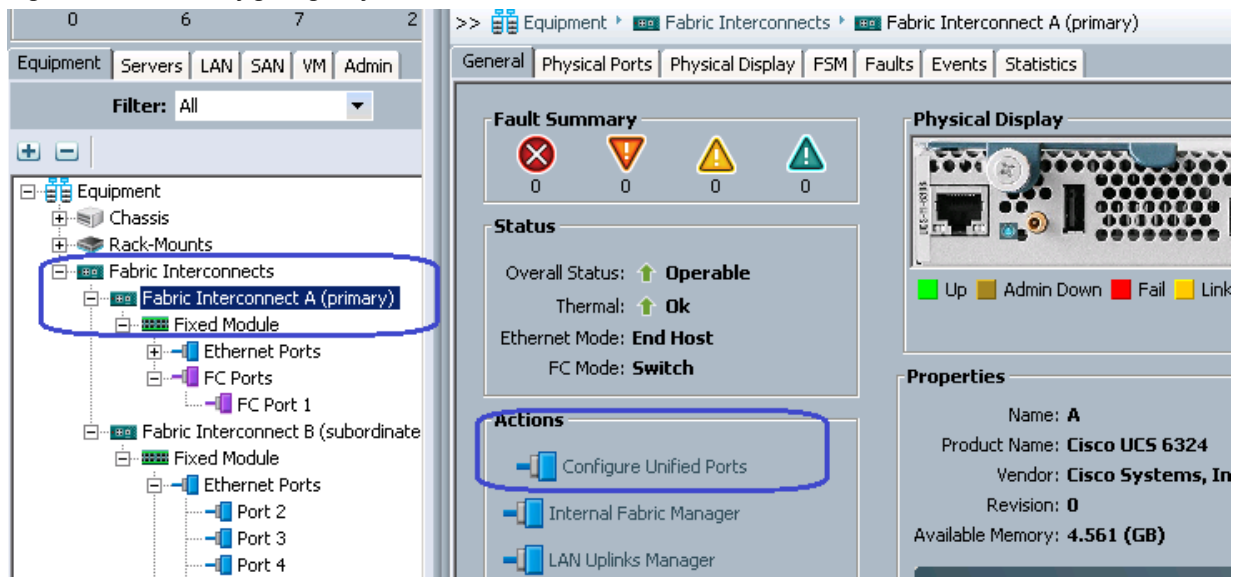 0 6 7 2
Equipment Servers LAN SAN VM Admin
Filter: All
Equipment
Chassis
Rack-Mounts
Fabric Interconnects
Fabric Interconnect A (primary)
Fixed Module
Ethernet Ports
FC Ports
FC Port 1
Fabric Interconnect B (subordinate
Fixed Module
Ethernet Ports
Port 2
Port 3
Port 4
>> Equipment Fabric Interconnects Fabric Interconnect A (primary)
General Physical Ports Physical Display FSM Faults Events Statistics
Fault Summary
0 0 0 0
Status
Overall Status: Operable
Thermal: Ok
Ethernet Mode: End Host
FC Mode: Switch
Actions
Configure Unified Ports
Internal Fabric Manager
LAN Uplinks Manager
Physical Display
Up Admin Down Fail Link
Properties
Name: A
Product Name: Cisco UCS 6324
Vendor: Cisco Systems, In
Revision: 0
Available Memory: 4.561 (GB)